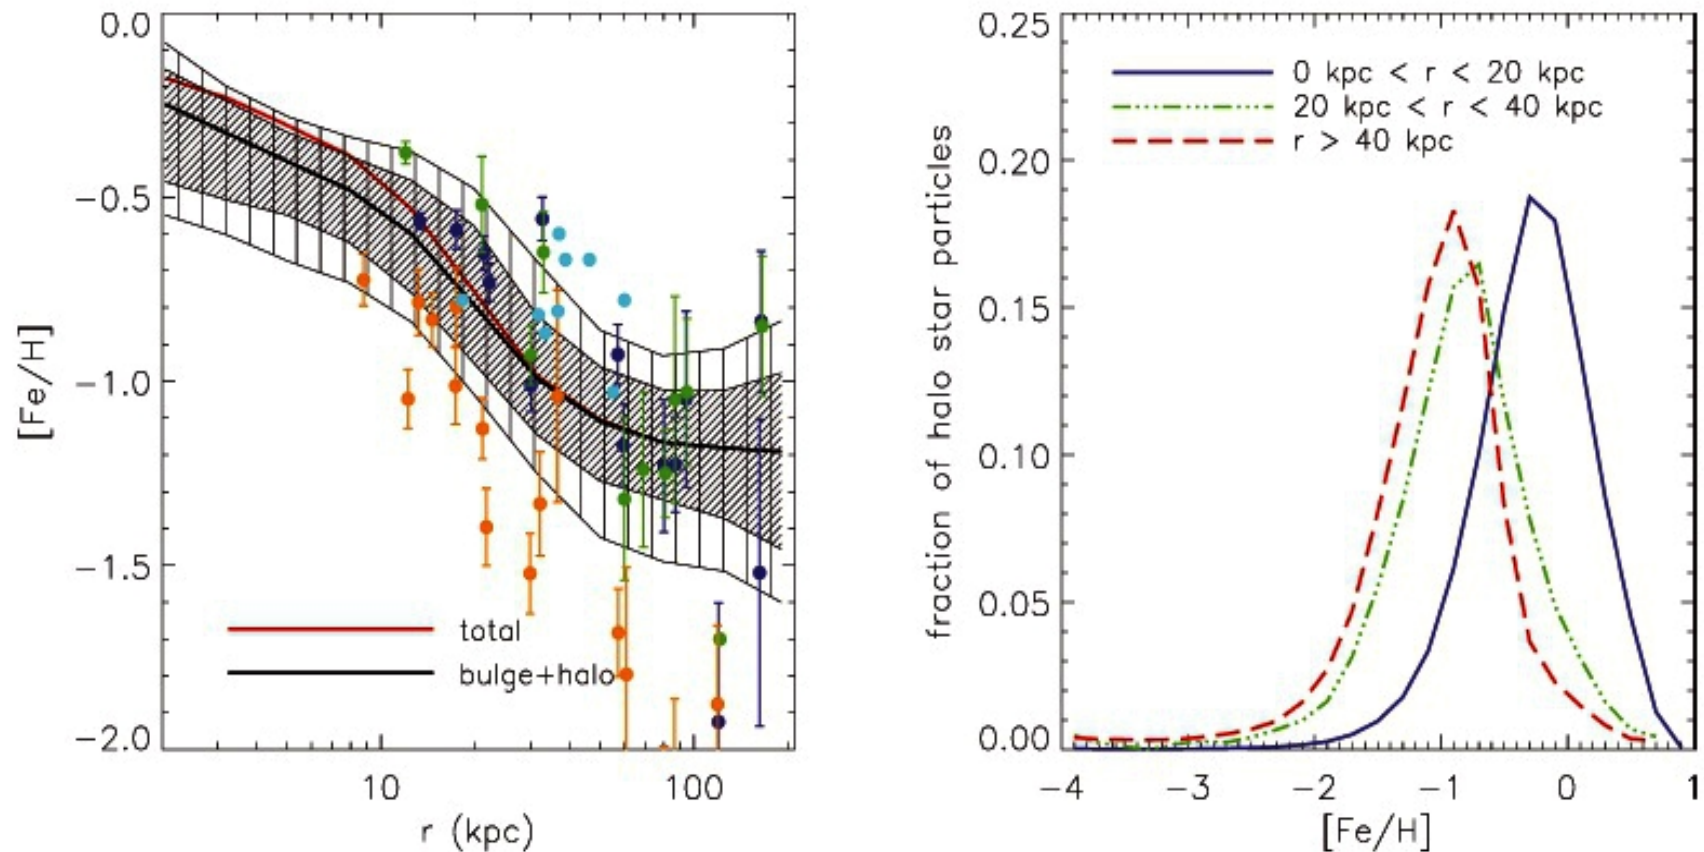 0.0
−0.5
−1.0
−1.5
−2.0
[Fe/H]
10
100
r (kpc)
total
bulge+halo
0.25
0.20
0.15
0.10
0.05
0.00
fraction of halo star particles
−4
−3
−2
−1
0
1
[Fe/H]
0 kpc < r < 20 kpc
20 kpc < r < 40 kpc
r > 40 kpc